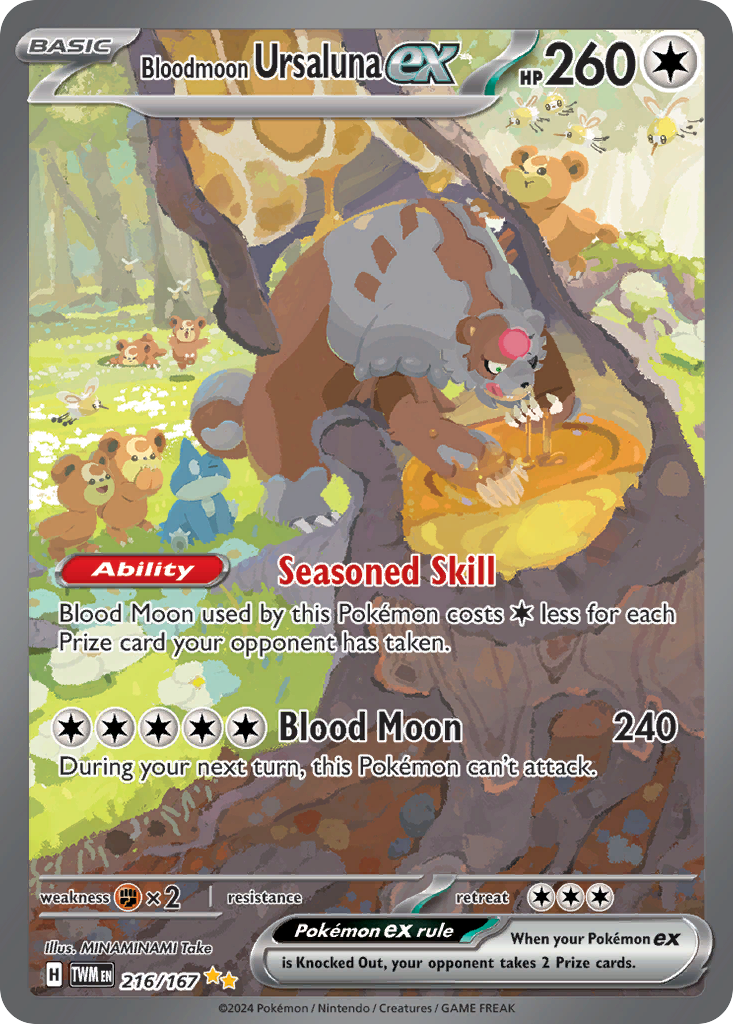 BASIC
Bloodmoon Ursaluna ex HP 260
Ability Seasoned Skill
Blood Moon used by this Pokémon costs less for each
Prize card your opponent has taken.
Blood Moon 240
During your next turn, this Pokémon can't attack.
weakness ×2 resistance retreat
Illus. MINAMINAMI Take
Pokémon ex rule When your Pokémon ex
is Knocked Out, your opponent takes 2 Prize cards.
H TWM EN 216/167
©2024 Pokémon / Nintendo / Creatures / GAME FREAK